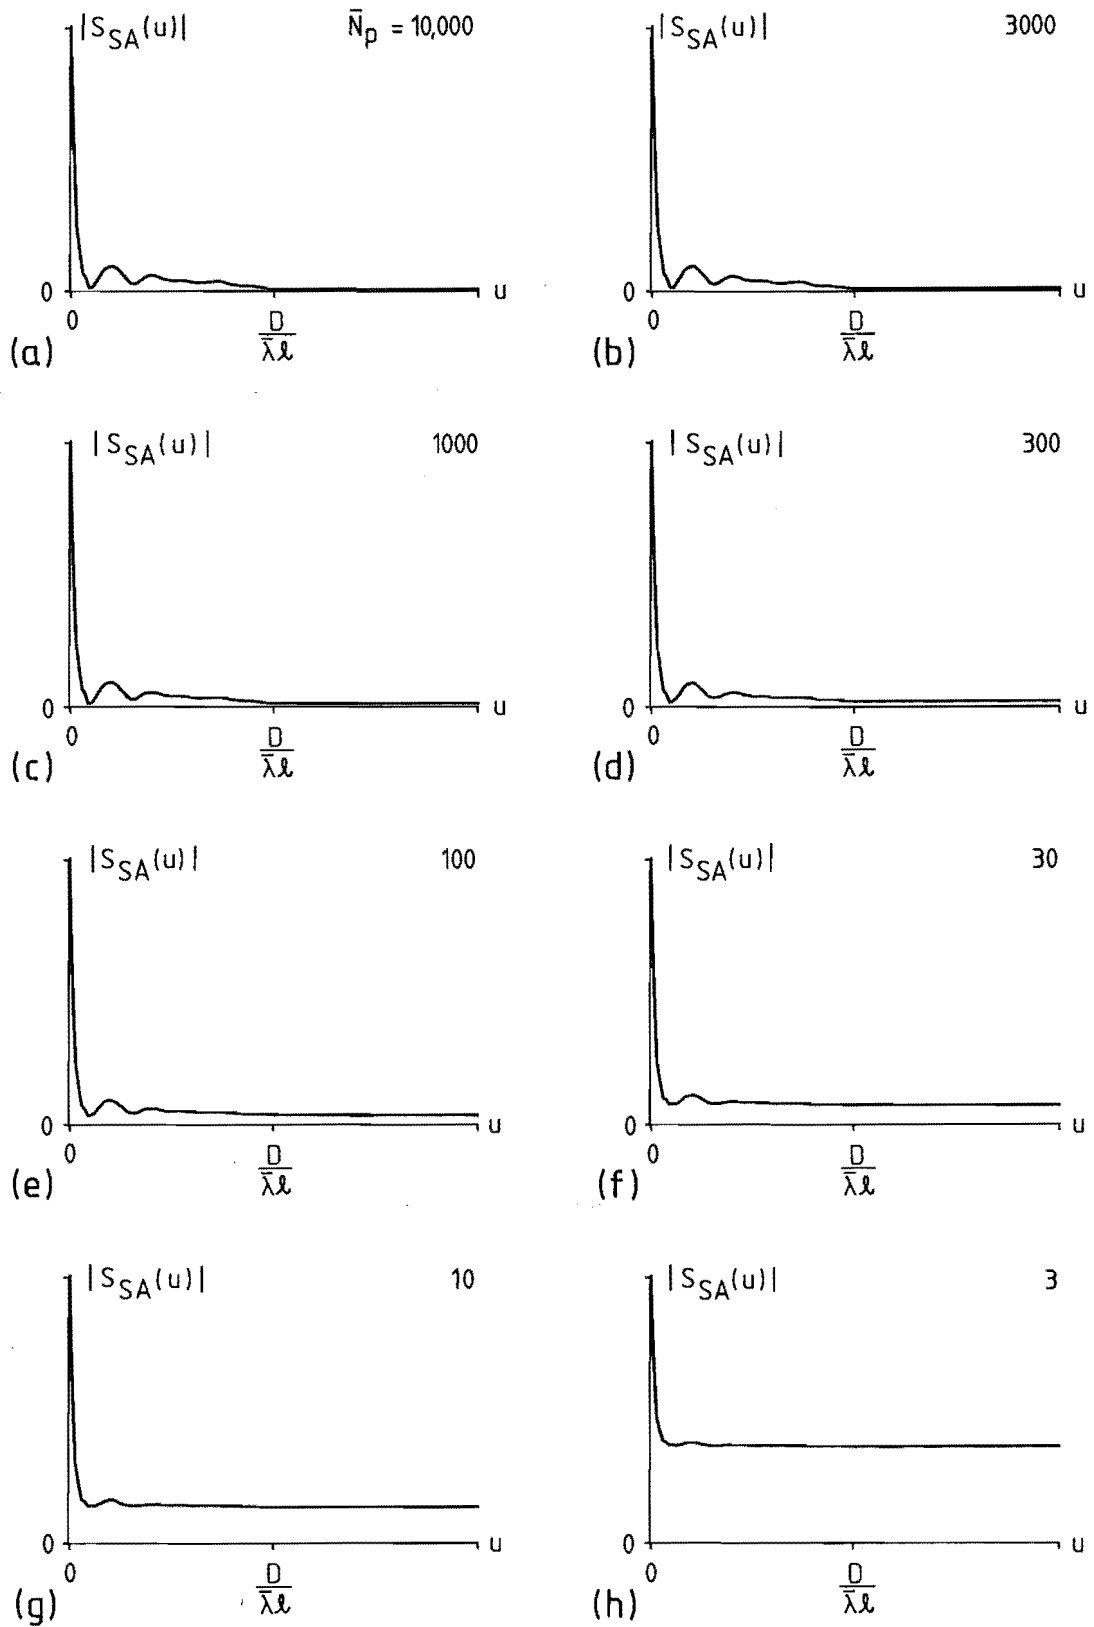 |S_SA(u)| N̄_p = 10,000
0
u
0
D
λ̄ℓ
(a)
|S_SA(u)| 3000
0
u
0
D
λ̄ℓ
(b)
|S_SA(u)| 1000
0
u
0
D
λ̄ℓ
(c)
|S_SA(u)| 300
0
u
0
D
λ̄ℓ
(d)
|S_SA(u)| 100
0
u
0
D
λ̄ℓ
(e)
|S_SA(u)| 30
0
u
0
D
λ̄ℓ
(f)
|S_SA(u)| 10
0
u
0
D
λ̄ℓ
(g)
|S_SA(u)| 3
0
u
0
D
λ̄ℓ
(h)